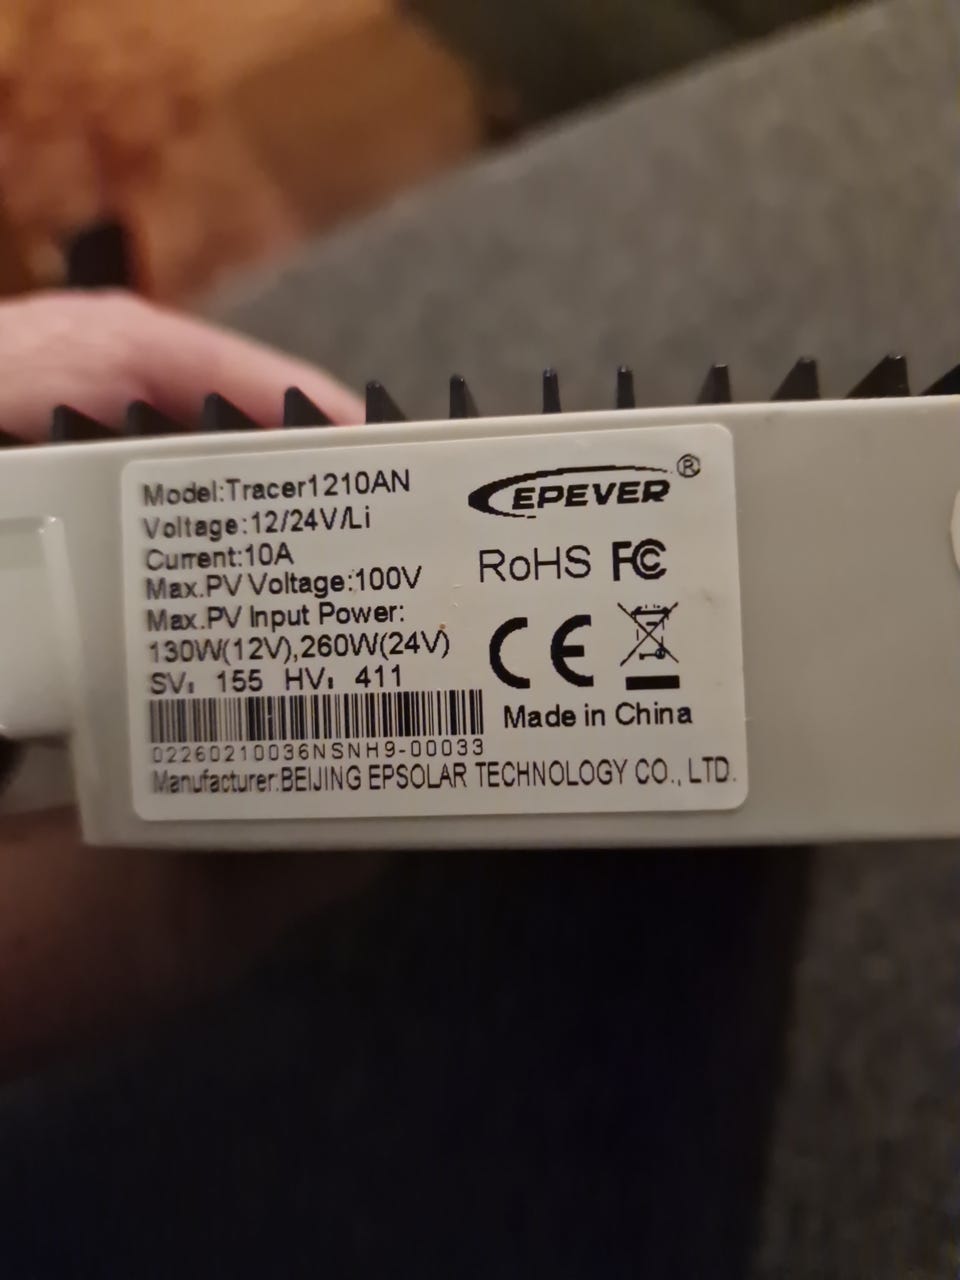 Model:Tracer1210AN
Voltage:12/24V/Li
Current:10A
Max.PV Voltage:100V
Max.PV Input Power:
130W(12V),260W(24V)
SV: 155 HV: 411
02260210036NSNH9-00033
Manufacturer:BEIJING EPSOLAR TECHNOLOGY CO., LTD.
EPEVER®
RoHS FC
CE
Made in China